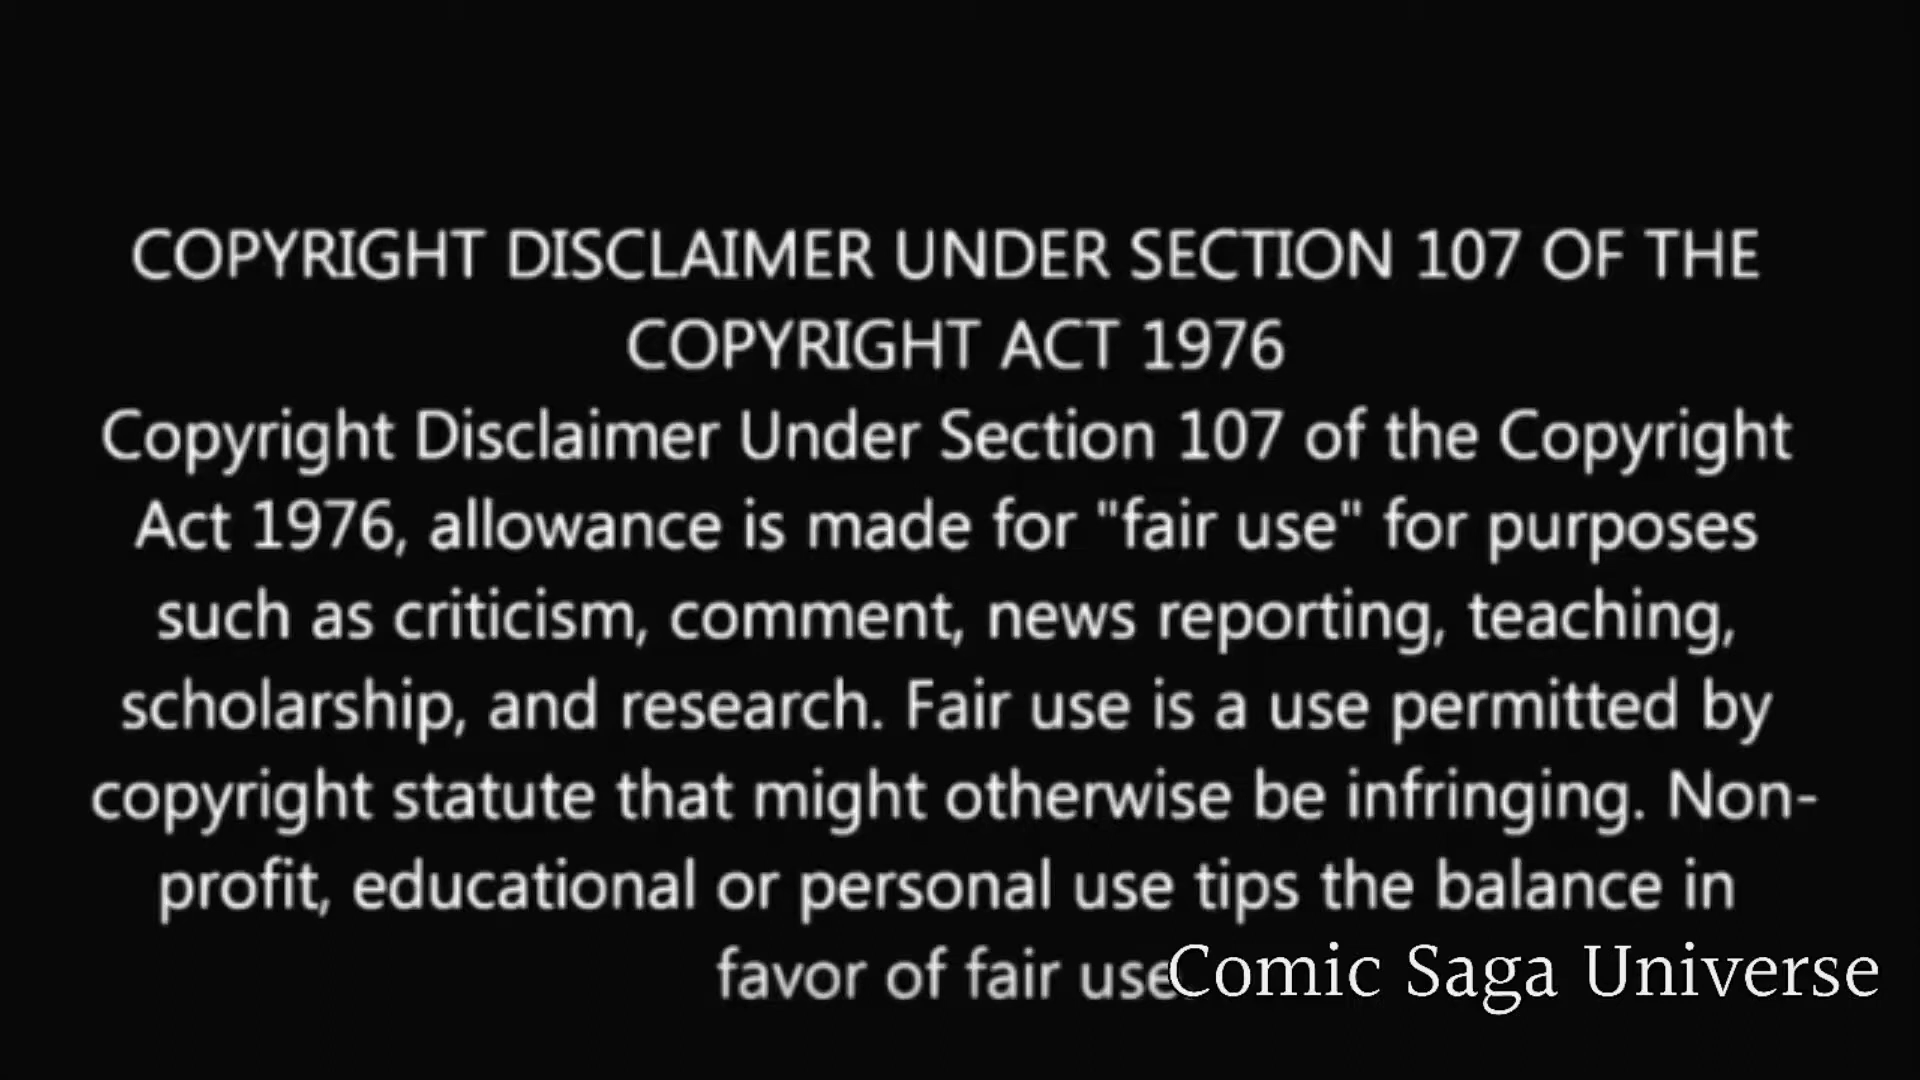 COPYRIGHT DISCLAIMER UNDER SECTION 107 OF THE
COPYRIGHT ACT 1976
Copyright Disclaimer Under Section 107 of the Copyright
Act 1976, allowance is made for "fair use" for purposes
such as criticism, comment, news reporting, teaching,
scholarship, and research. Fair use is a use permitted by
copyright statute that might otherwise be infringing. Non-
profit, educational or personal use tips the balance in
favor of fair use
Comic Saga Universe